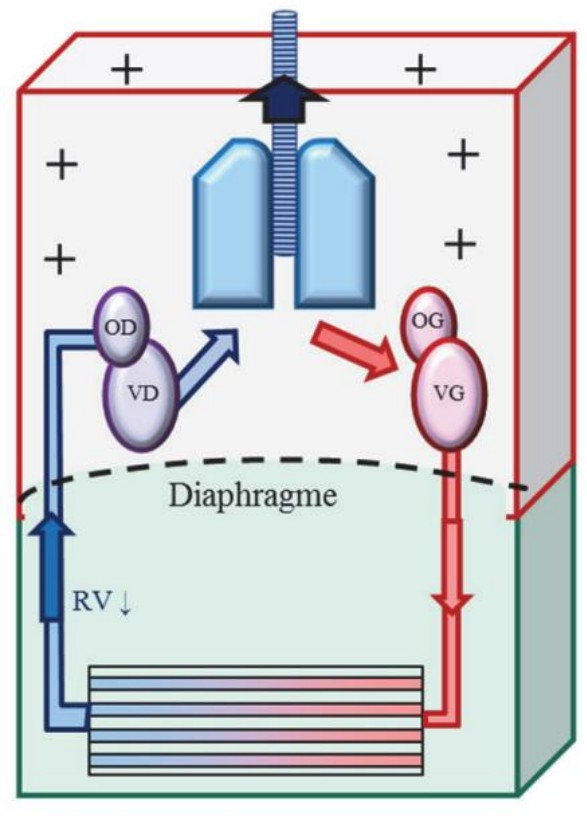 + +
+ +
+ +
OD
OG
VD
VG
Diaphragme
RV ↓